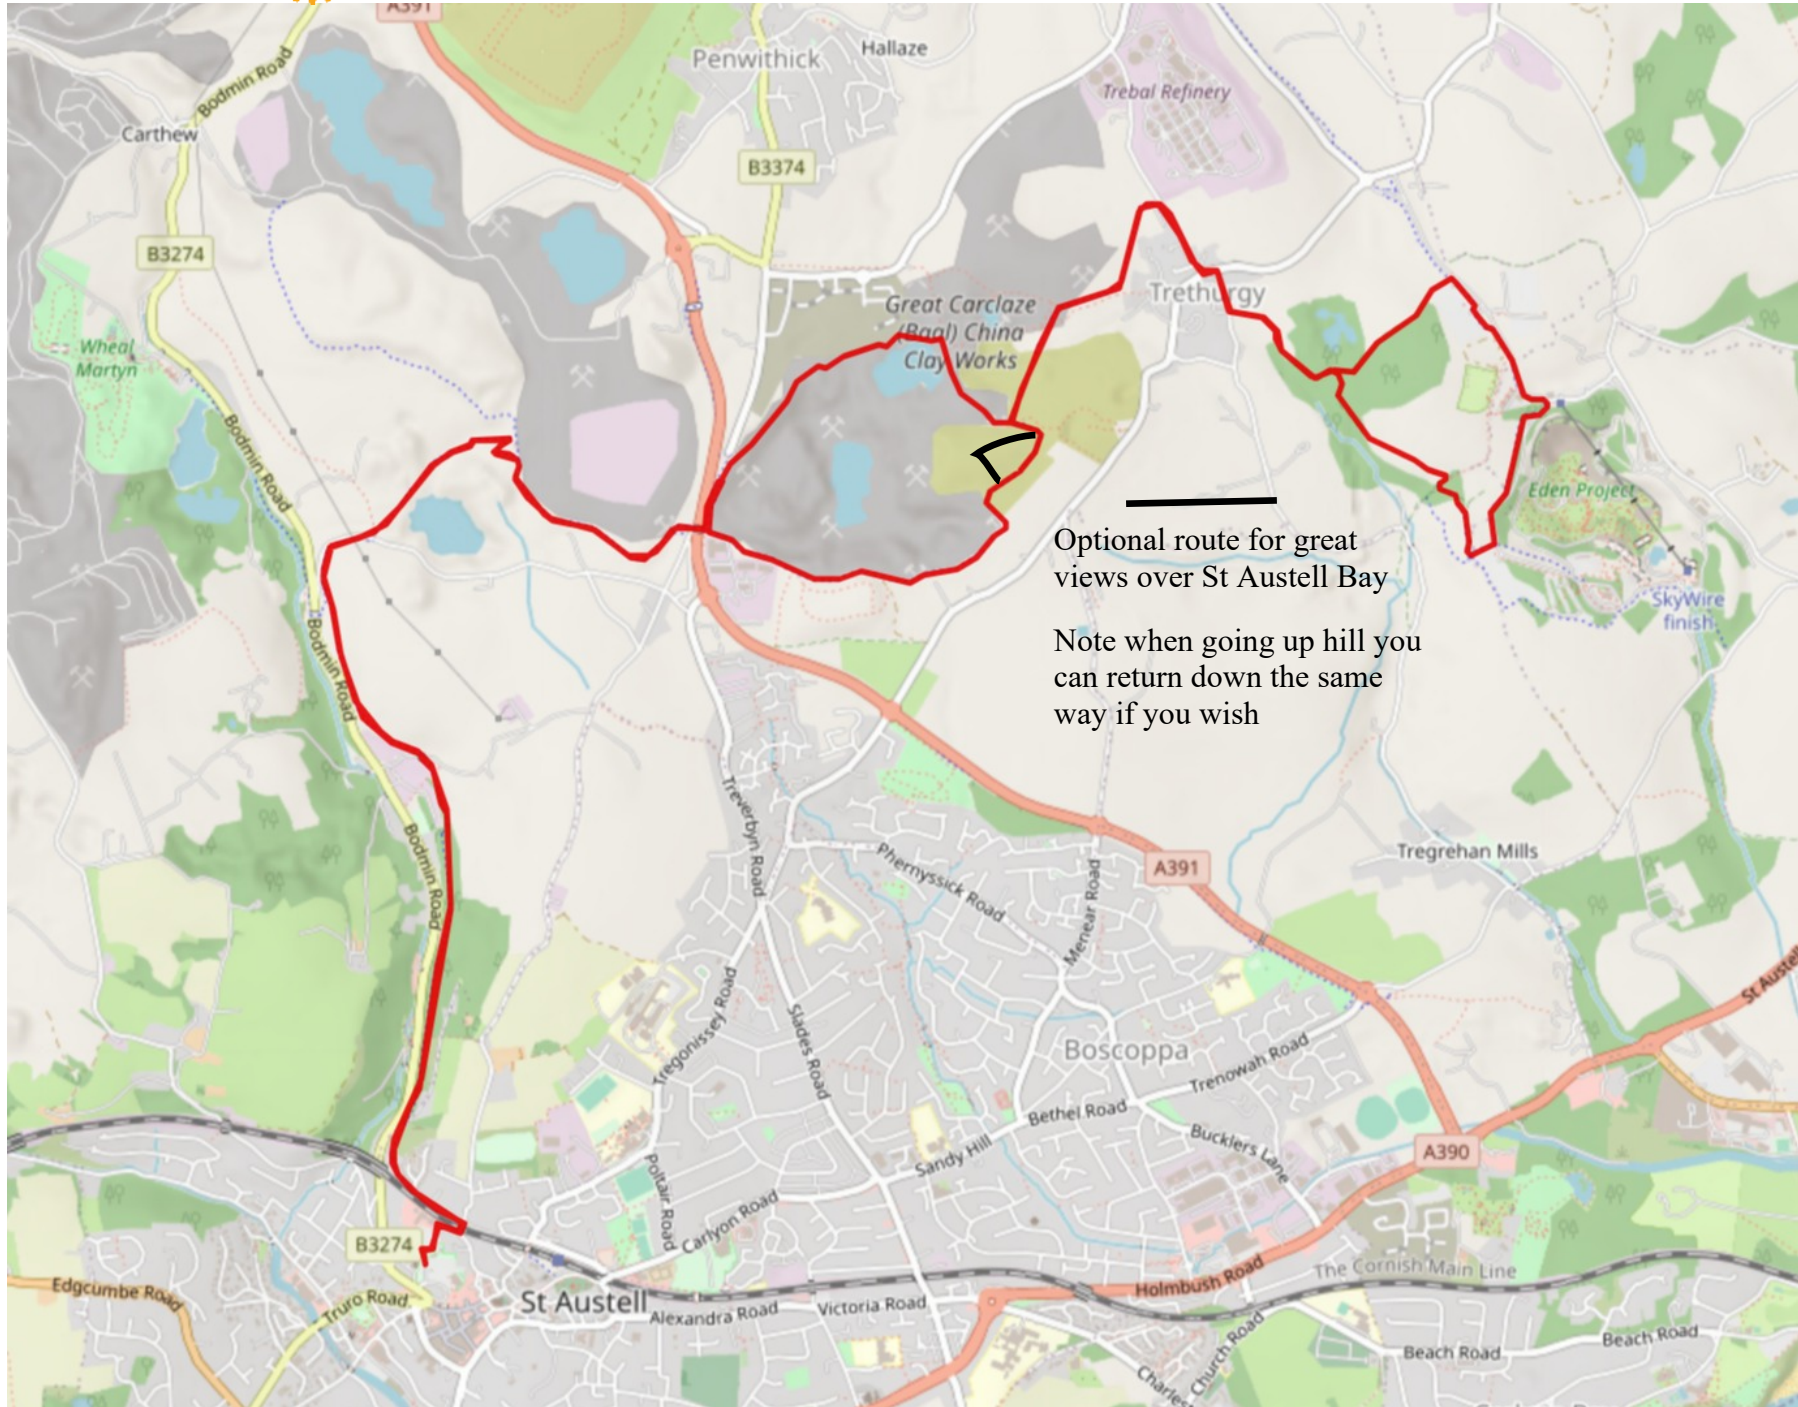 A391
Penwithick
Hallaze
Bodmin Road
Trebal Refinery
Carthew
B3374
B3274
Great Carclaze
(Baal) China
Clay Works
Trethurgy
Wheal
Martyn
Bodmin Road
Eden Project
Optional route for great
views over St Austell Bay
SkyWire
finish
Note when going up hill you
can return down the same
way if you wish
Bodmin Road
Treverbyn Road
Bodmin Road
Phernyssick Road
Menear Road
A391
Tregrehan Mills
St Austell
Tregonissey Road
Slades Road
Boscoppa
Trenowah Road
Bethel Road
Sandy Hill
Bucklers Lane
A390
Poltair Road
Carlyon Road
B3274
Edgcumbe Road
Truro Road
St Austell
Alexandra Road
Victoria Road
Holmbush Road
The Cornish Main Line
Church Road
Beach Road
Beach Road